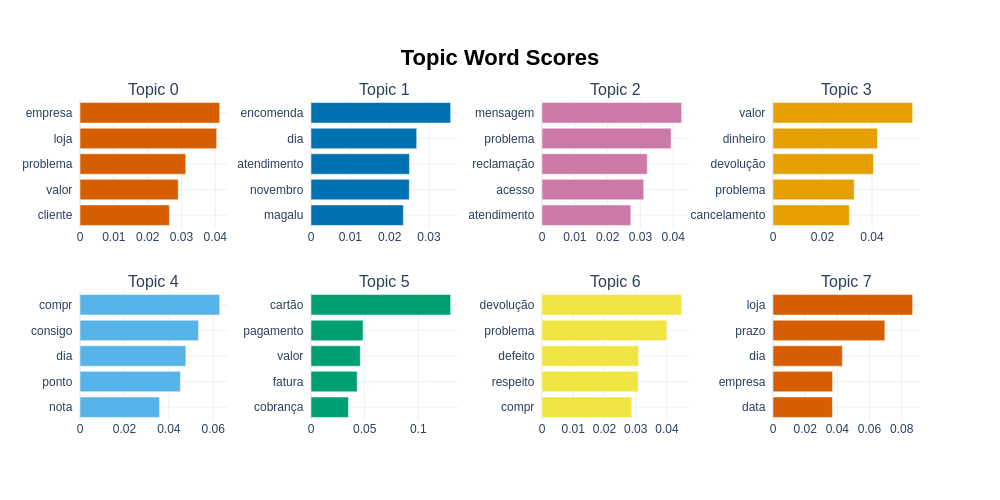 Topic Word Scores
Topic 0
empresa
loja
problema
valor
cliente
0 0.01 0.02 0.03 0.04
Topic 1
encomenda
dia
atendimento
novembro
magalu
0 0.01 0.02 0.03
Topic 2
mensagem
problema
reclamação
acesso
atendimento
0 0.01 0.02 0.03 0.04
Topic 3
valor
dinheiro
devolução
problema
cancelamento
0 0.02 0.04
Topic 4
compr
consigo
dia
ponto
nota
0 0.02 0.04 0.06
Topic 5
cartão
pagamento
valor
fatura
cobrança
0 0.05 0.1
Topic 6
devolução
problema
defeito
respeito
compr
0 0.01 0.02 0.03 0.04
Topic 7
loja
prazo
dia
empresa
data
0 0.02 0.04 0.06 0.08